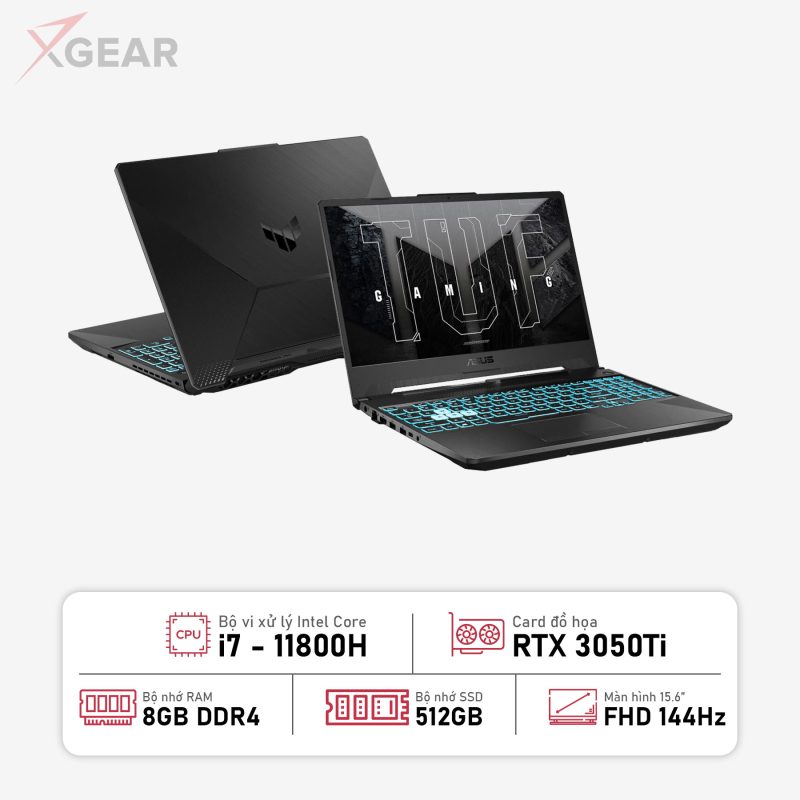 XGEAR
TUF
GAMING
ASUS
CPU
Bộ vi xử lý Intel Core
i7 - 11800H
Card đồ họa
RTX 3050Ti
Bộ nhớ RAM
8GB DDR4
Bộ nhớ SSD
512GB
Màn hình 15.6"
FHD 144Hz